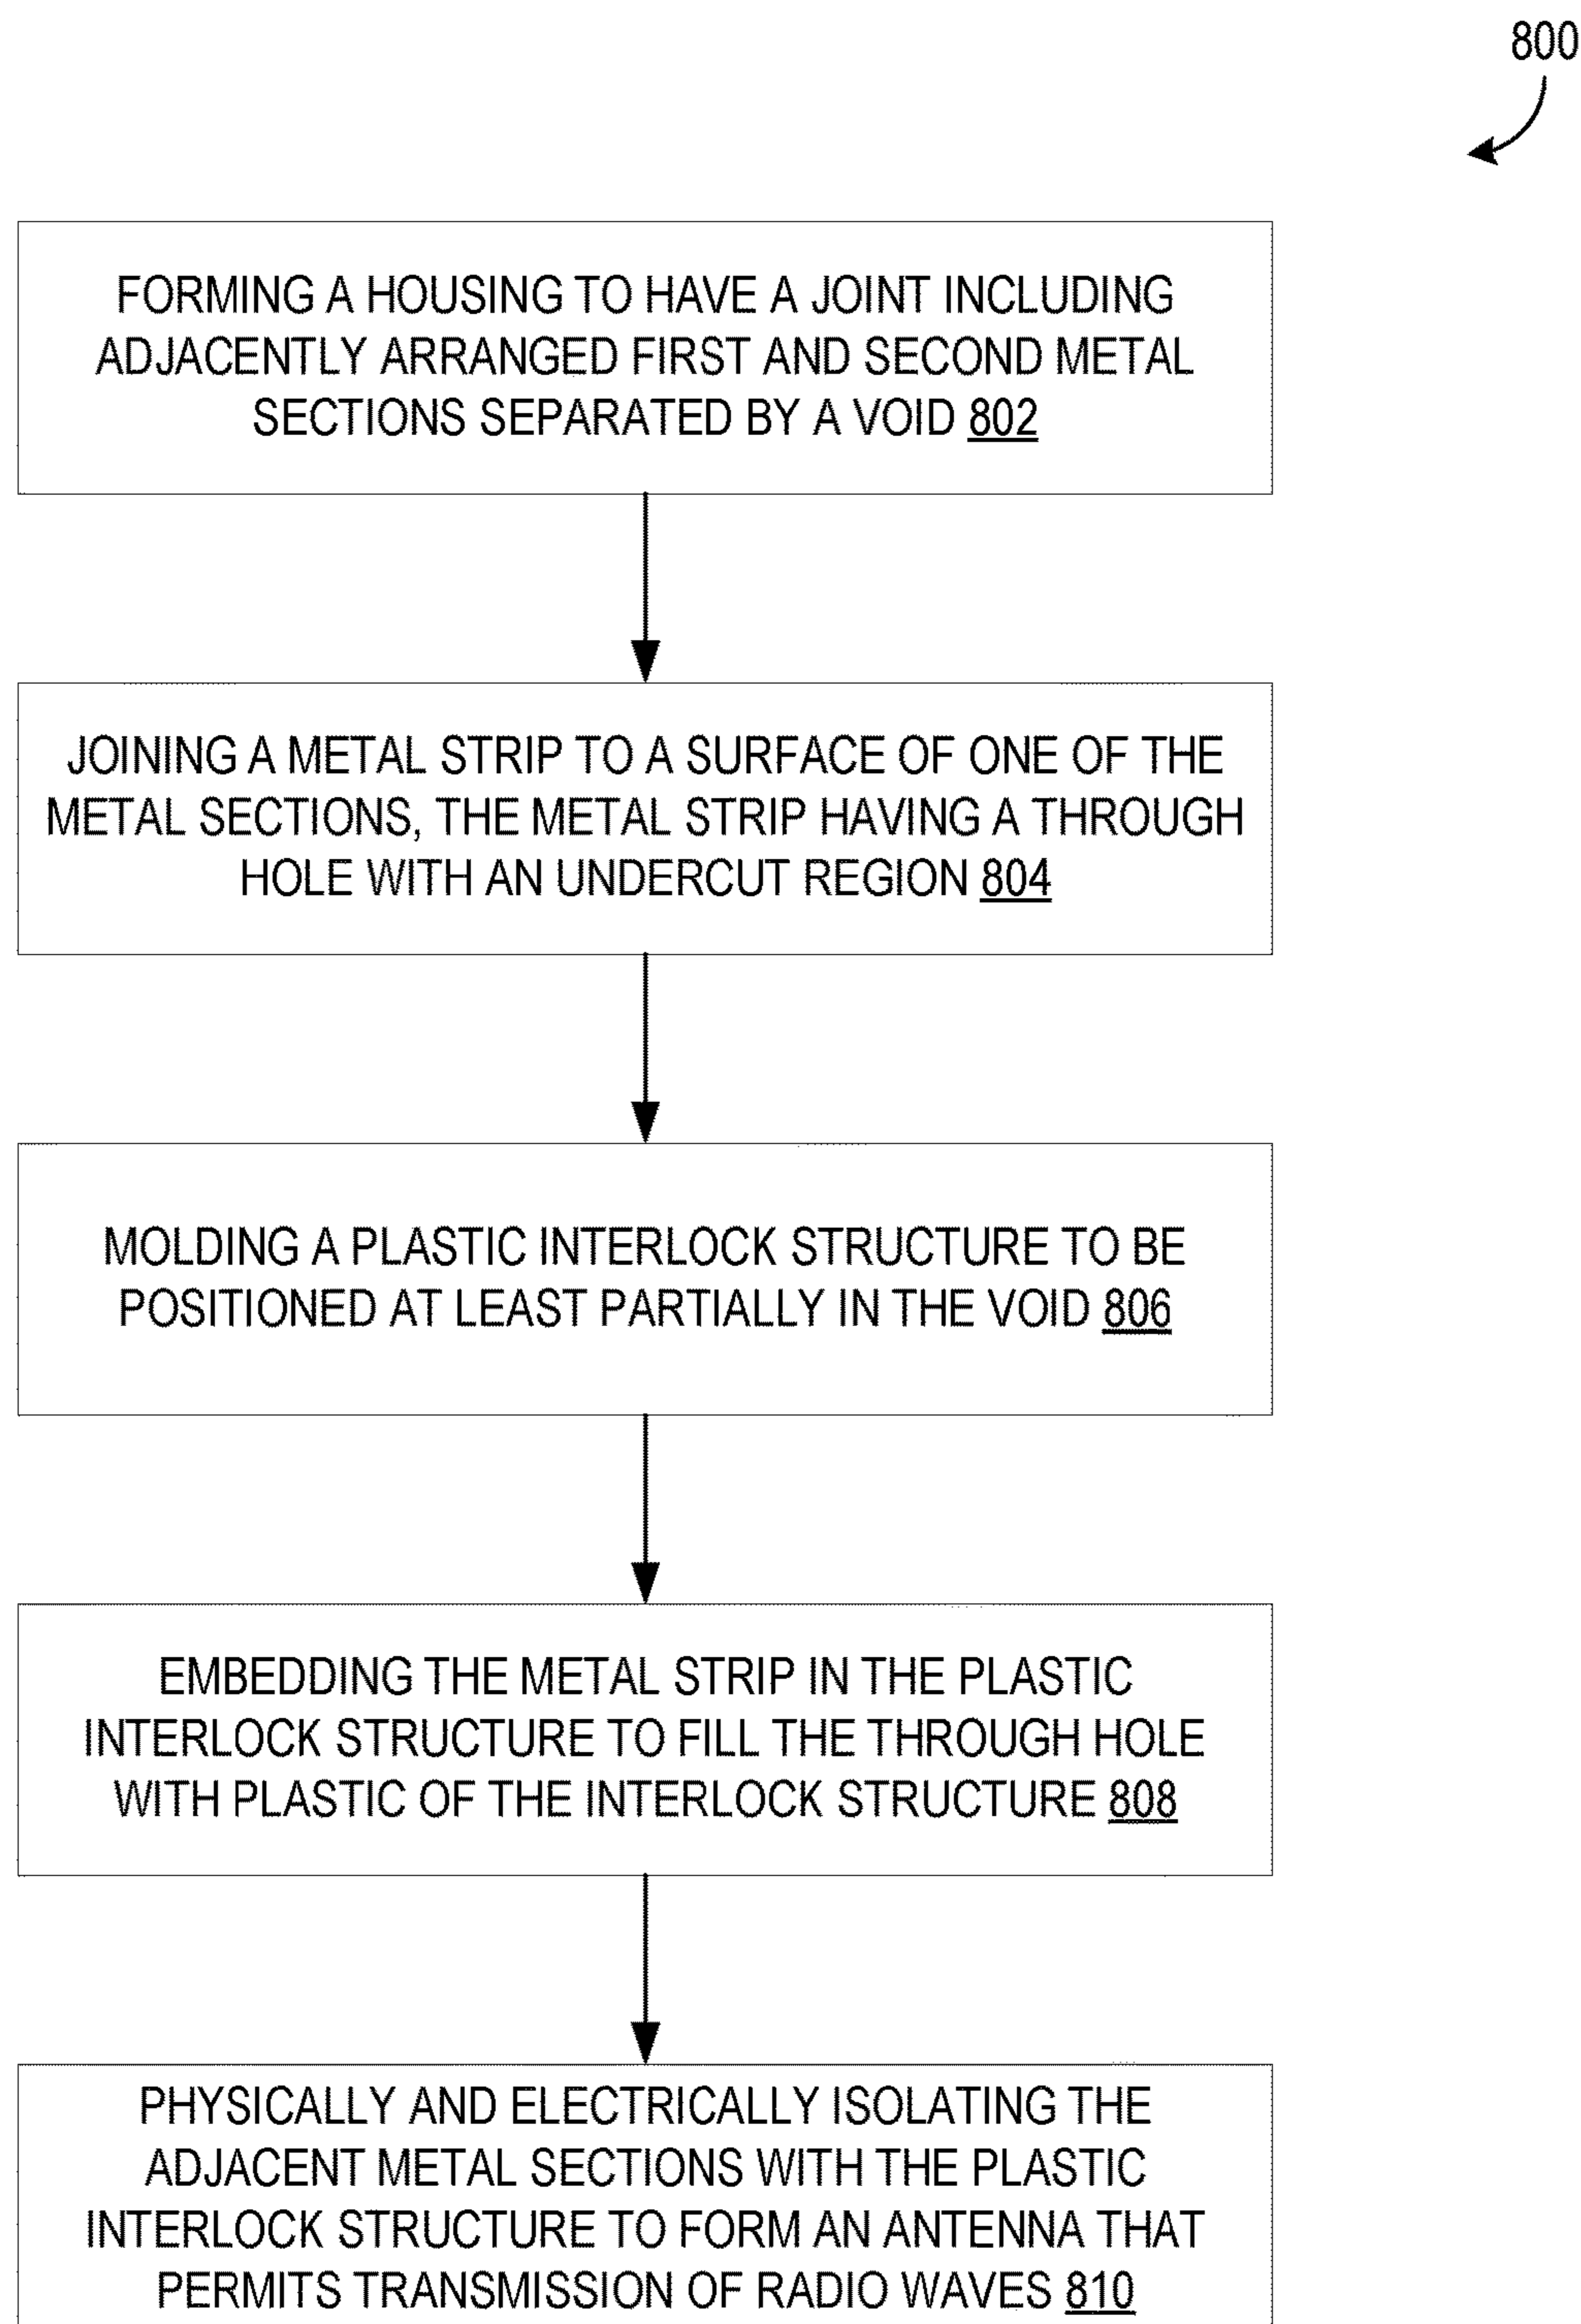 800
FORMING A HOUSING TO HAVE A JOINT INCLUDING
ADJACENTLY ARRANGED FIRST AND SECOND METAL
SECTIONS SEPARATED BY A VOID 802
JOINING A METAL STRIP TO A SURFACE OF ONE OF THE
METAL SECTIONS, THE METAL STRIP HAVING A THROUGH
HOLE WITH AN UNDERCUT REGION 804
MOLDING A PLASTIC INTERLOCK STRUCTURE TO BE
POSITIONED AT LEAST PARTIALLY IN THE VOID 806
EMBEDDING THE METAL STRIP IN THE PLASTIC
INTERLOCK STRUCTURE TO FILL THE THROUGH HOLE
WITH PLASTIC OF THE INTERLOCK STRUCTURE 808
PHYSICALLY AND ELECTRICALLY ISOLATING THE
ADJACENT METAL SECTIONS WITH THE PLASTIC
INTERLOCK STRUCTURE TO FORM AN ANTENNA THAT
PERMITS TRANSMISSION OF RADIO WAVES 810